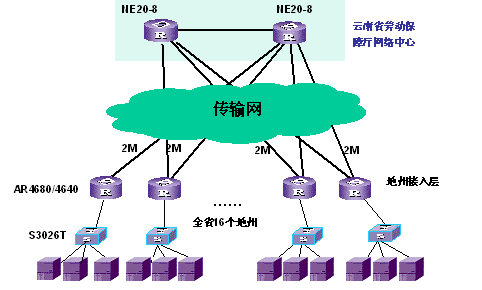 NE20-8
NE20-8
云南省劳动保
障厅网络中心
传输网
2M
2M
2M
2M
AR4680/4640
地州接入层
......
全省16个地州
S3026T